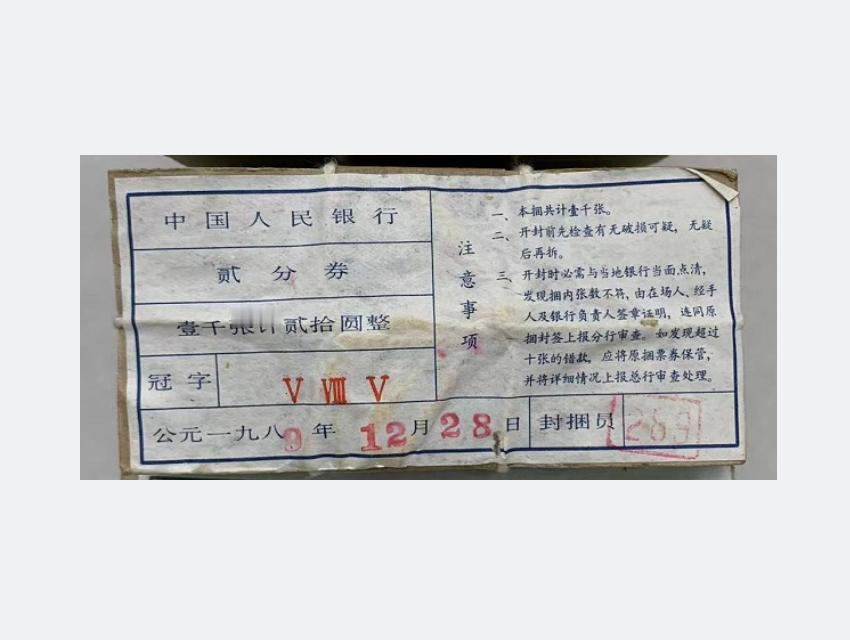 中国人民银行
贰分券
壹千张计贰拾圆整
冠字 V VIII V
公元一九八9年 12月28日 封捆员 269
注意事项
一、本捆共计壹千张。
二、开封前先检查有无破损可疑，无疑
后再拆。
三、开封时必需与当地银行当面点清，
发现捆内张数不符，由在场人、经手
人及银行负责人签章证明，连同原
捆封签上报分行审查。如发现超过
十张的错款，应将原捆票券保管，
并将详细情况上报总行审查处理。